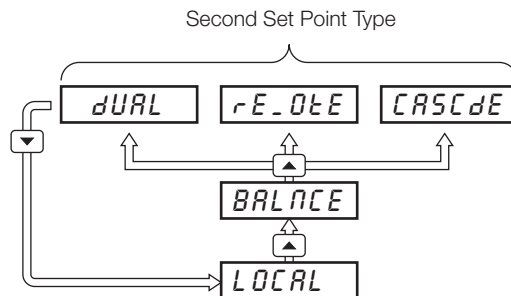 Second Set Point Type
dUAL rE_OtE CASCdE
BALnCE
LOCAL